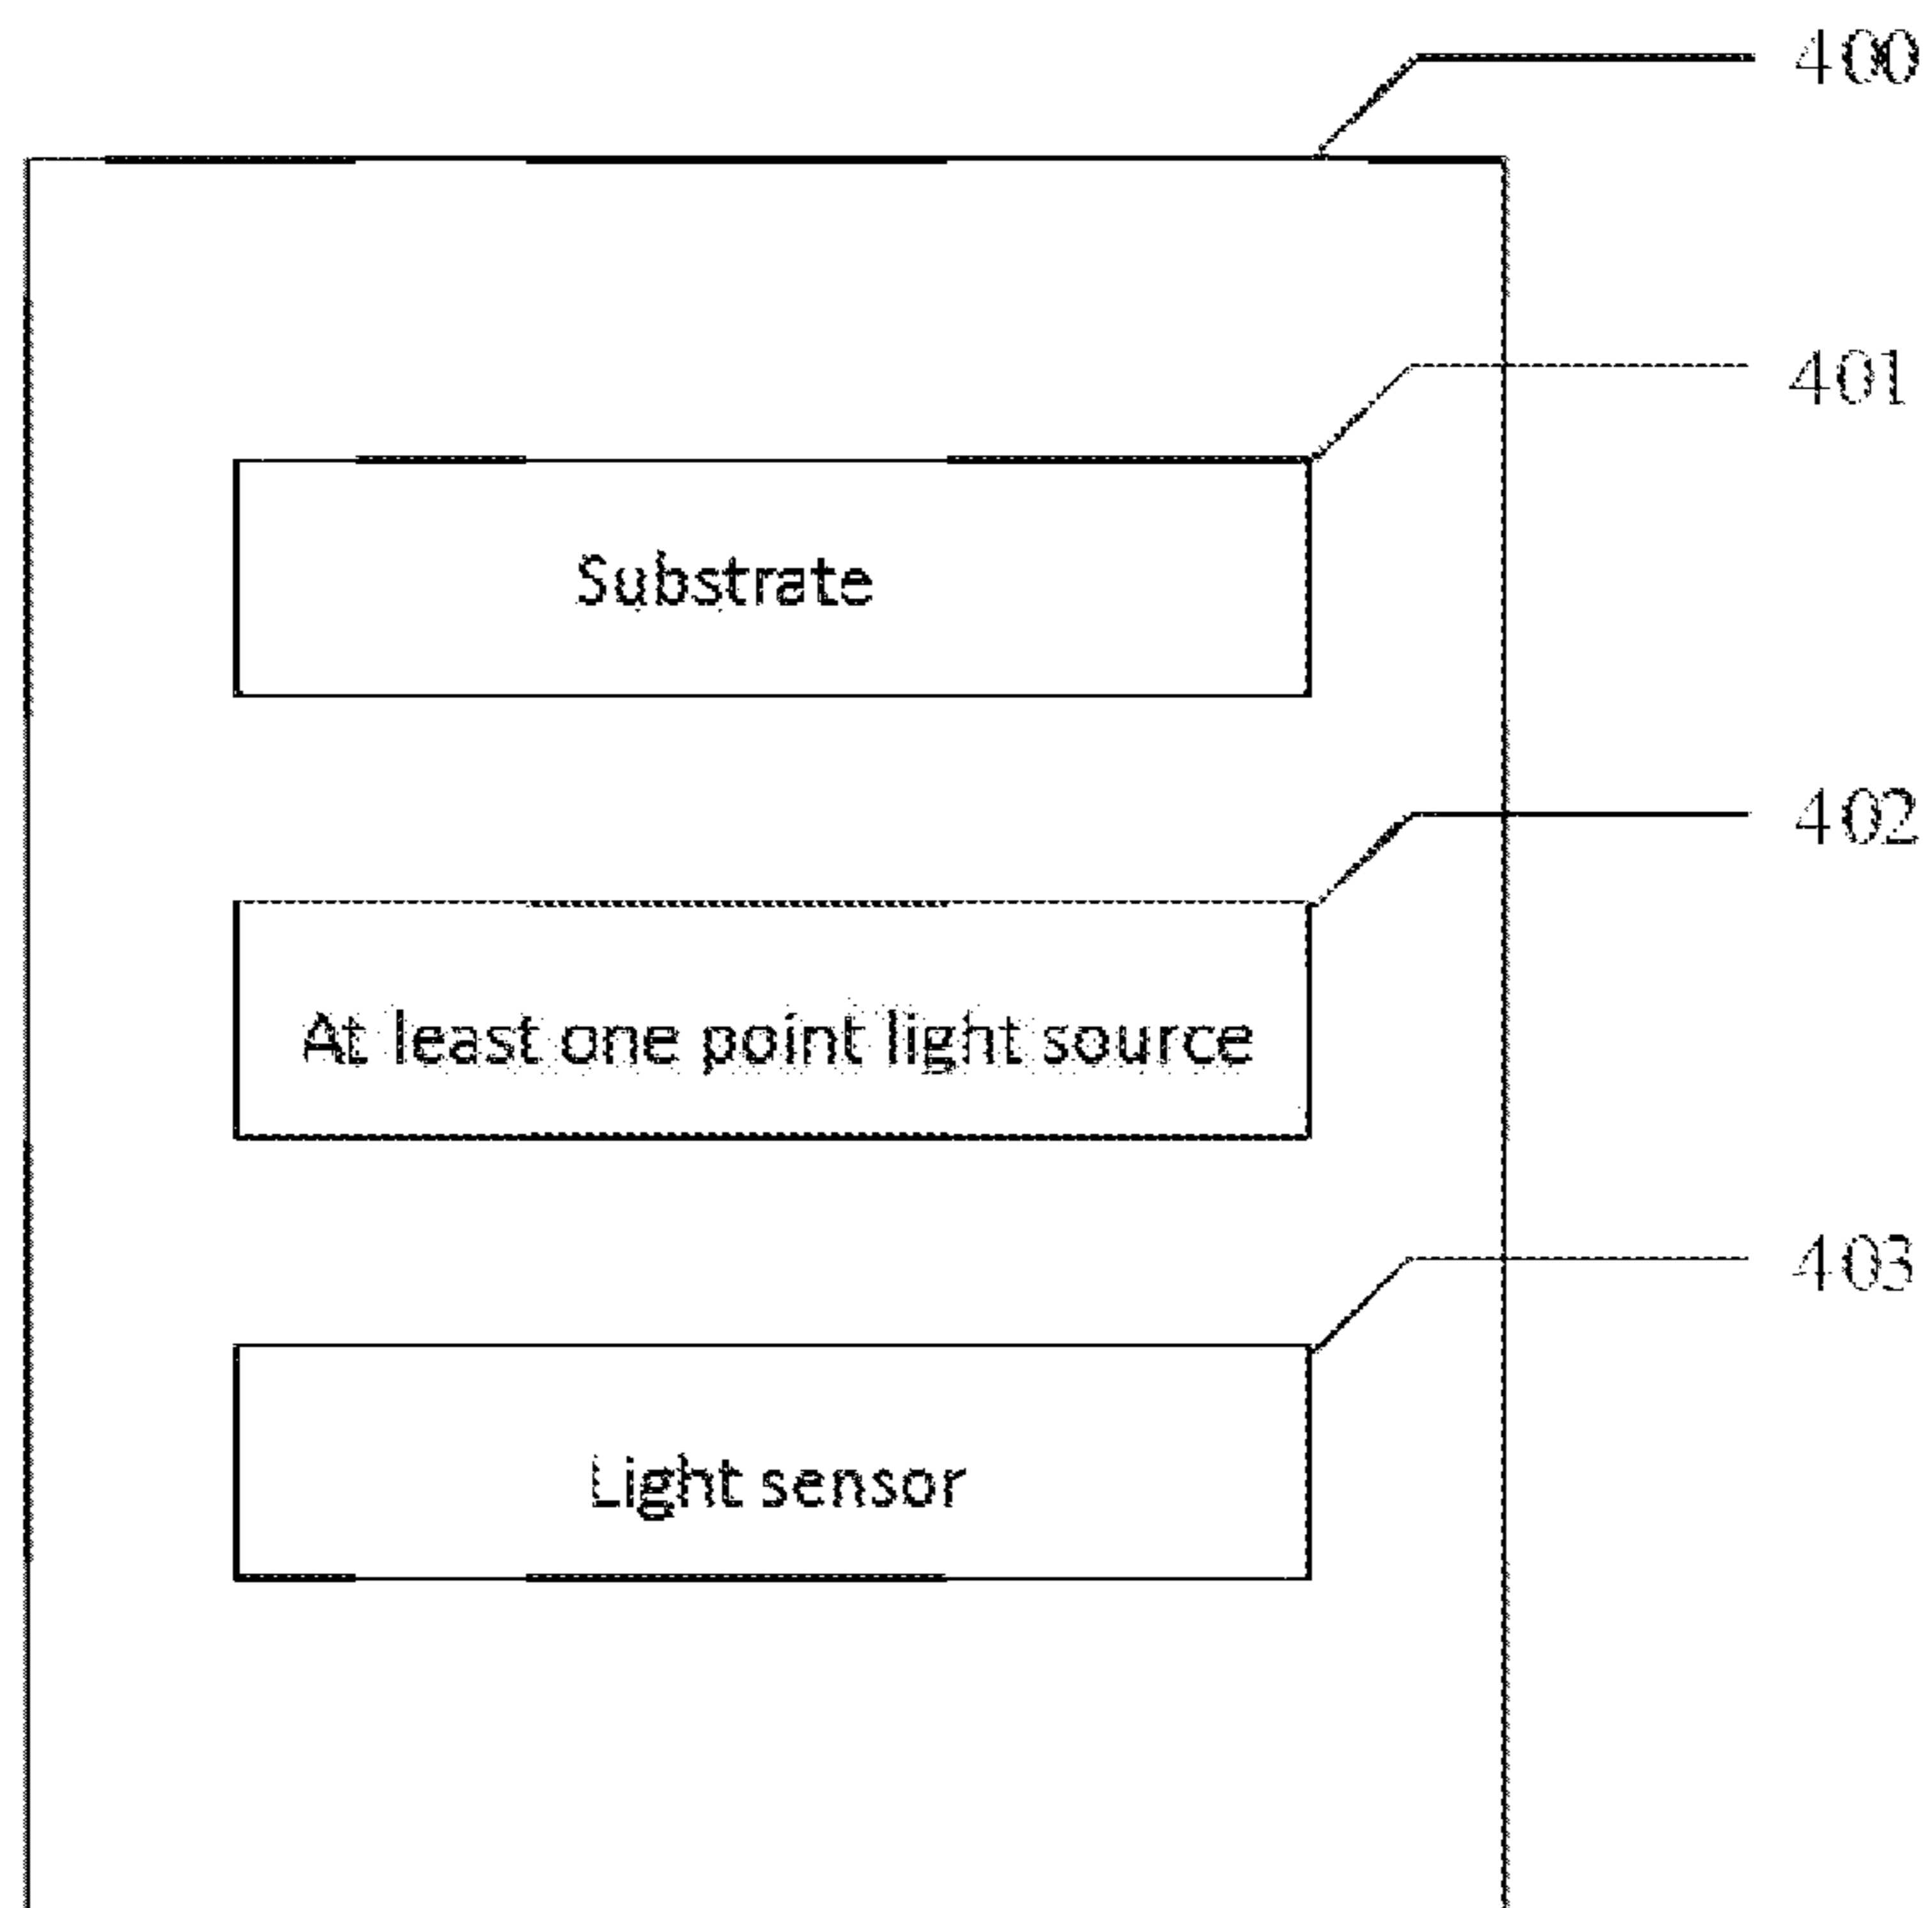 400
401
Substrate
402
At least one point light source
403
Light sensor